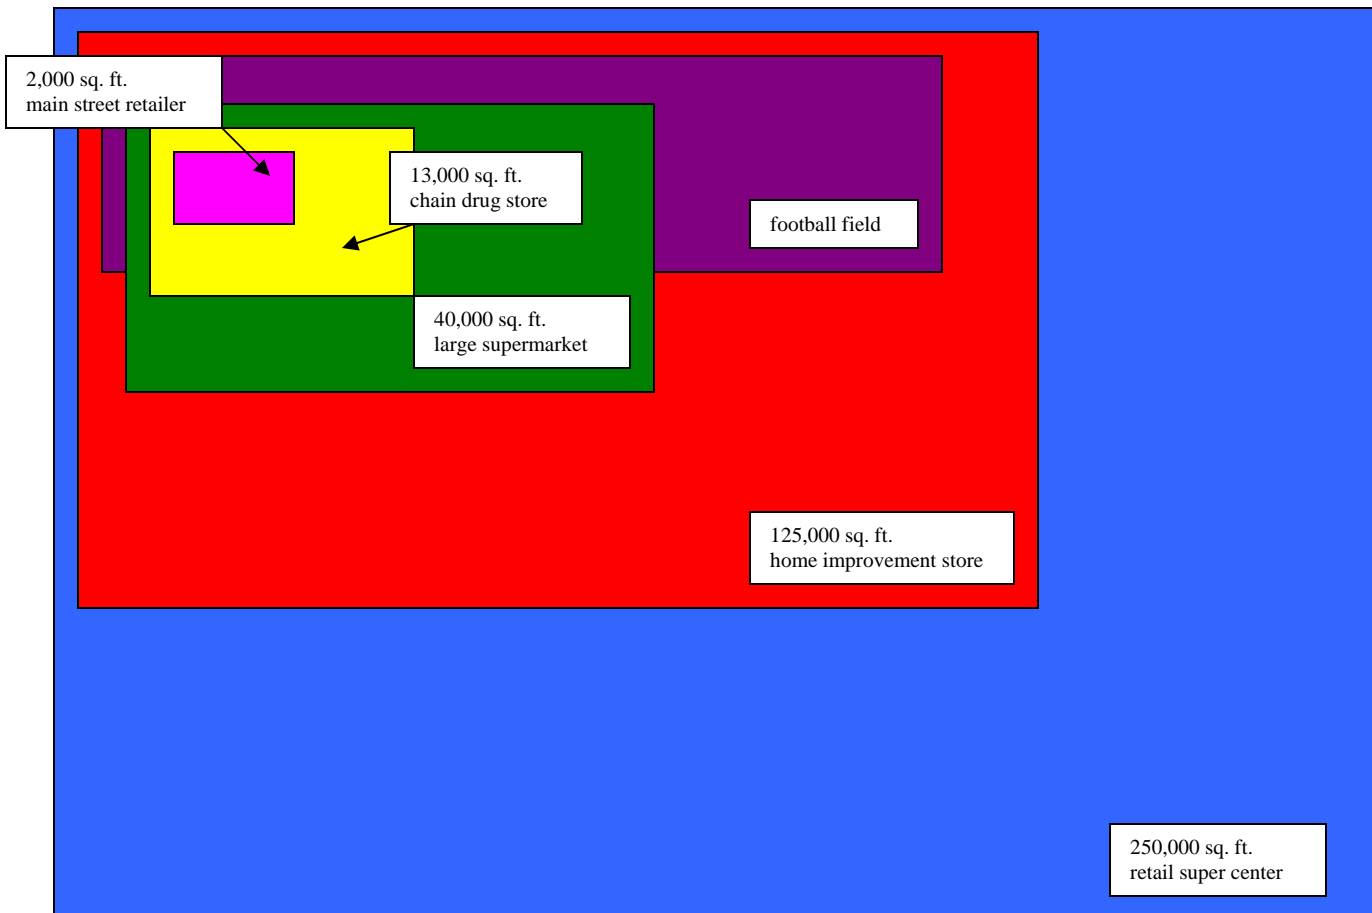 2,000 sq. ft.
main street retailer
13,000 sq. ft.
chain drug store
football field
40,000 sq. ft.
large supermarket
125,000 sq. ft.
home improvement store
250,000 sq. ft.
retail super center